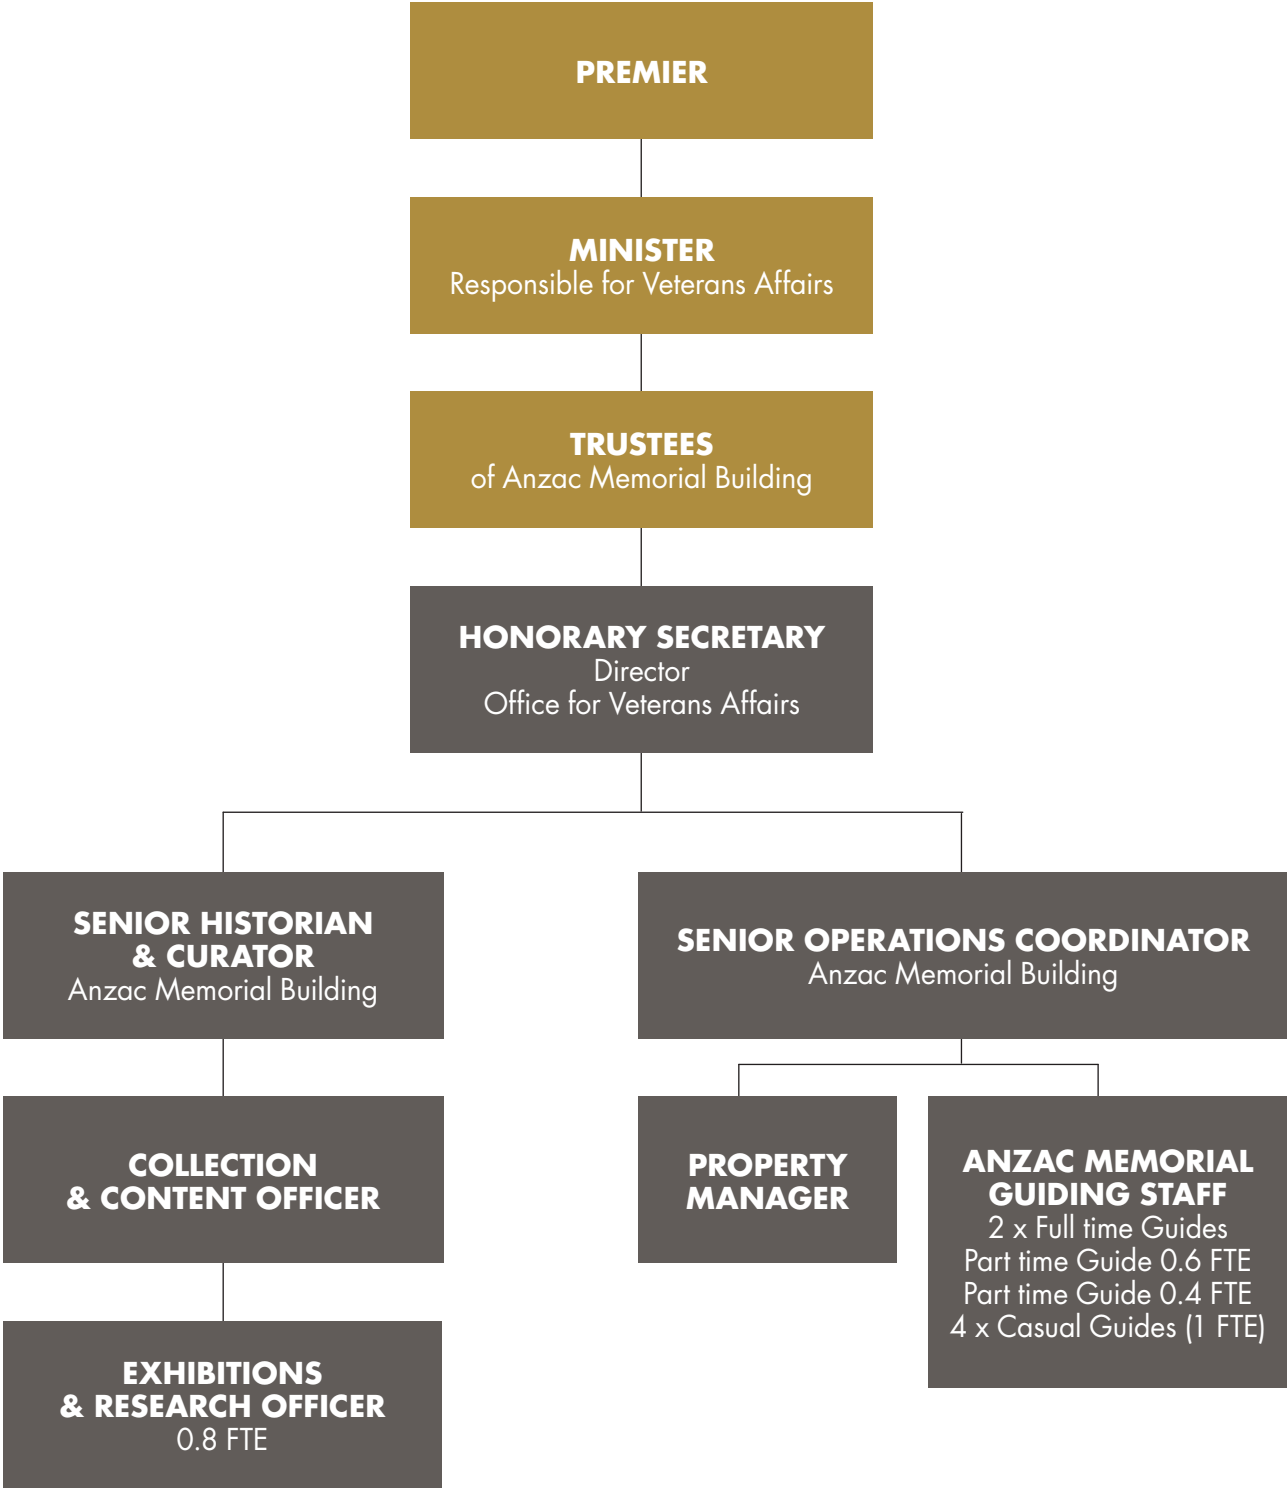 PREMIER
MINISTER
Responsible for Veterans Affairs
TRUSTEES
of Anzac Memorial Building
HONORARY SECRETARY
Director
Office for Veterans Affairs
SENIOR HISTORIAN
& CURATOR
Anzac Memorial Building
SENIOR OPERATIONS COORDINATOR
Anzac Memorial Building
COLLECTION
& CONTENT OFFICER
PROPERTY
MANAGER
ANZAC MEMORIAL
GUIDING STAFF
2 x Full time Guides
Part time Guide 0.6 FTE
Part time Guide 0.4 FTE
4 x Casual Guides (1 FTE)
EXHIBITIONS
& RESEARCH OFFICER
0.8 FTE